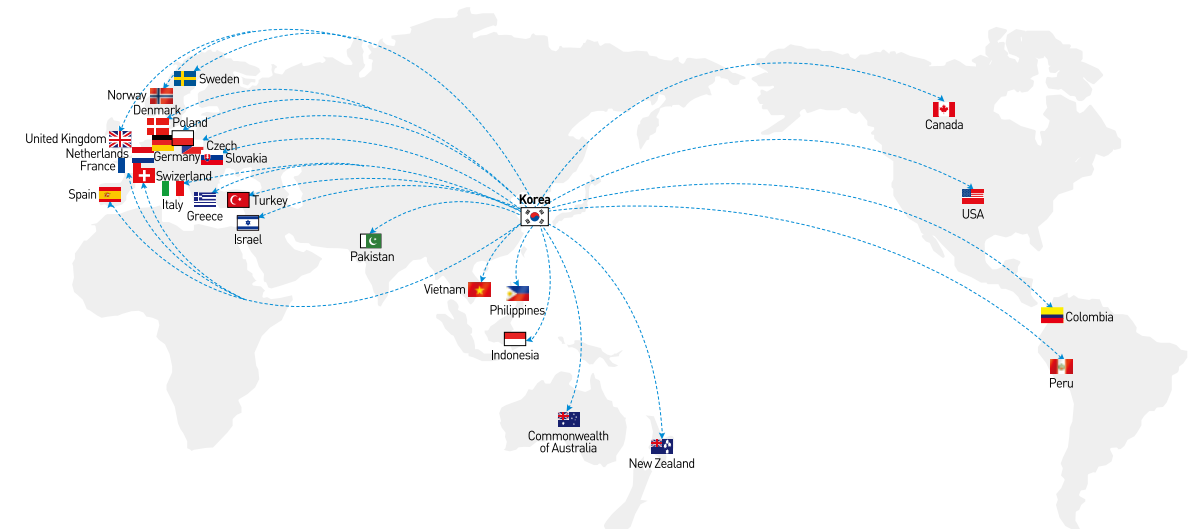 Sweden
Norway
Denmark
Poland
United Kingdom
Czech
Netherlands
Germany
Slovakia
France
Swizerland
Spain
Italy
Greece
Turkey
Israel
Korea
Pakistan
Vietnam
Philippines
Indonesia
Commonwealth
of Australia
New Zealand
Canada
USA
Colombia
Peru